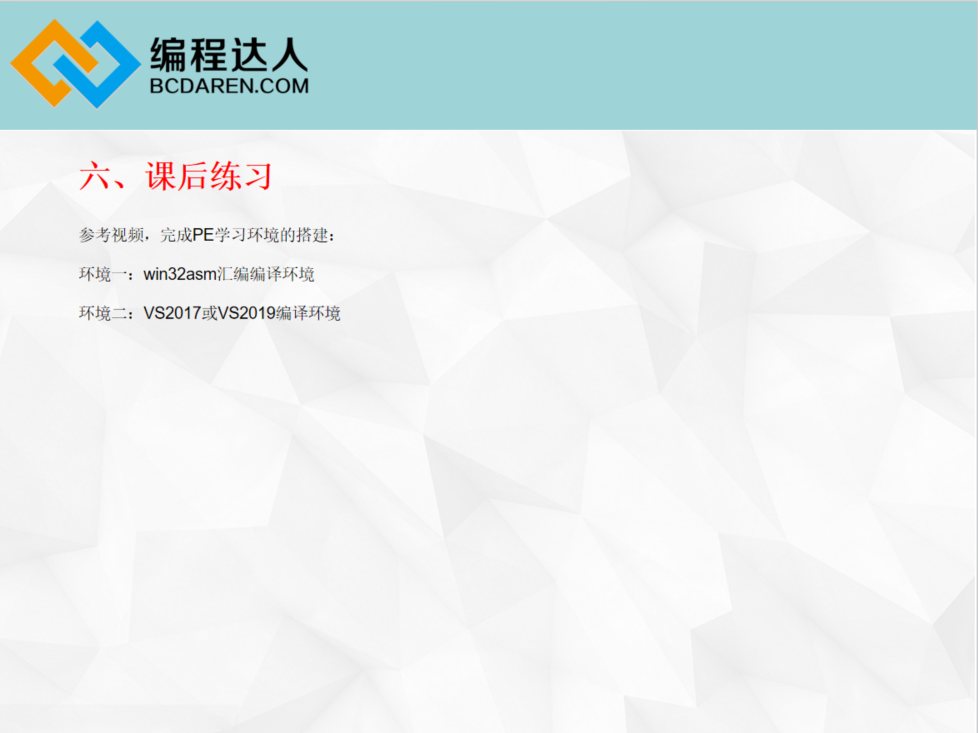 编程达人
BCDAREN.COM
六、课后练习
参考视频，完成PE学习环境的搭建：
环境一：win32asm汇编编译环境
环境二：VS2017或VS2019编译环境